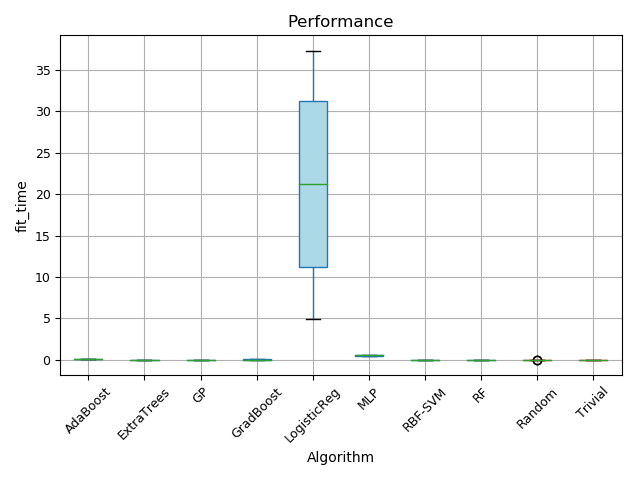 Performance
fit_time
35
30
25
20
15
10
5
0
AdaBoost
ExtraTrees
GP
GradBoost
LogisticReg
MLP
RBF-SVM
RF
Random
Trivial
Algorithm